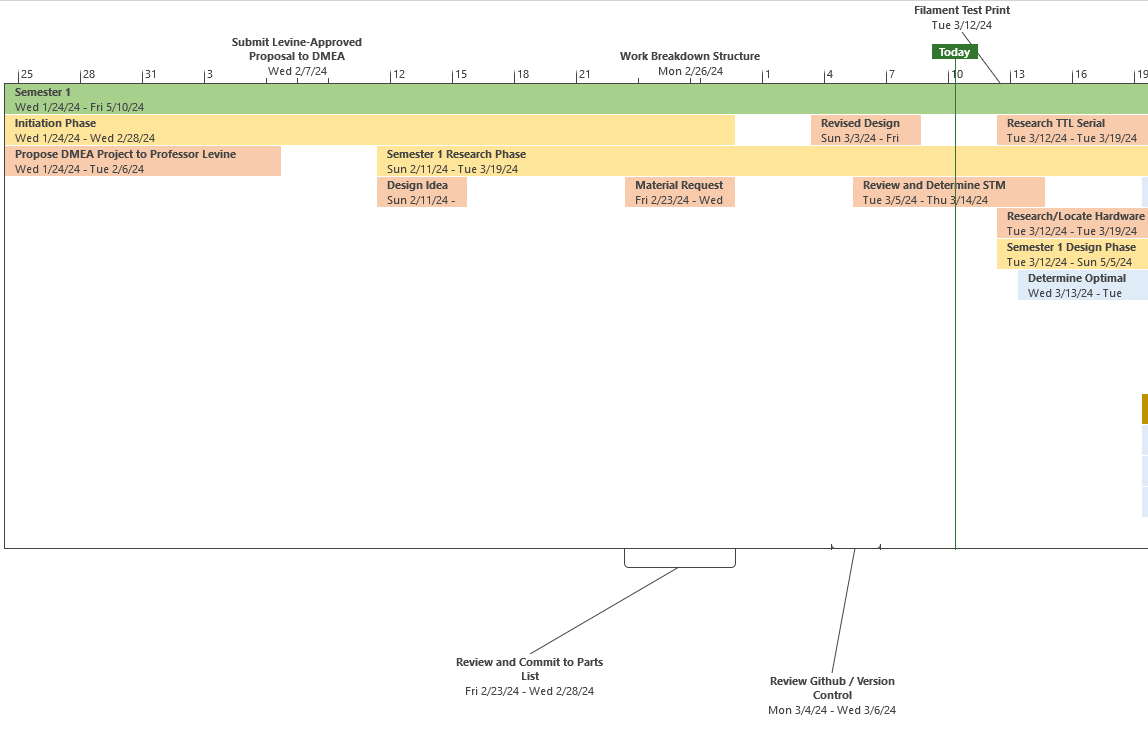 Filament Test Print
Tue 3/12/24
Submit Levine-Approved
Proposal to DMEA
Wed 2/7/24
Work Breakdown Structure
Mon 2/26/24
Today
25 28 31 3 12 15 18 21 1 4 7 10 13 16 19
Semester 1
Wed 1/24/24 - Fri 5/10/24
Initiation Phase
Wed 1/24/24 - Wed 2/28/24
Revised Design
Sun 3/3/24 - Fri
Research TTL Serial
Tue 3/12/24 - Tue 3/19/24
Propose DMEA Project to Professor Levine
Wed 1/24/24 - Tue 2/6/24
Semester 1 Research Phase
Sun 2/11/24 - Tue 3/19/24
Design Idea
Sun 2/11/24 -
Material Request
Fri 2/23/24 - Wed
Review and Determine STM
Tue 3/5/24 - Thu 3/14/24
Research/Locate Hardware
Tue 3/12/24 - Tue 3/19/24
Semester 1 Design Phase
Tue 3/12/24 - Sun 5/5/24
Determine Optimal
Wed 3/13/24 - Tue
Review and Commit to Parts
List
Fri 2/23/24 - Wed 2/28/24
Review Github / Version
Control
Mon 3/4/24 - Wed 3/6/24